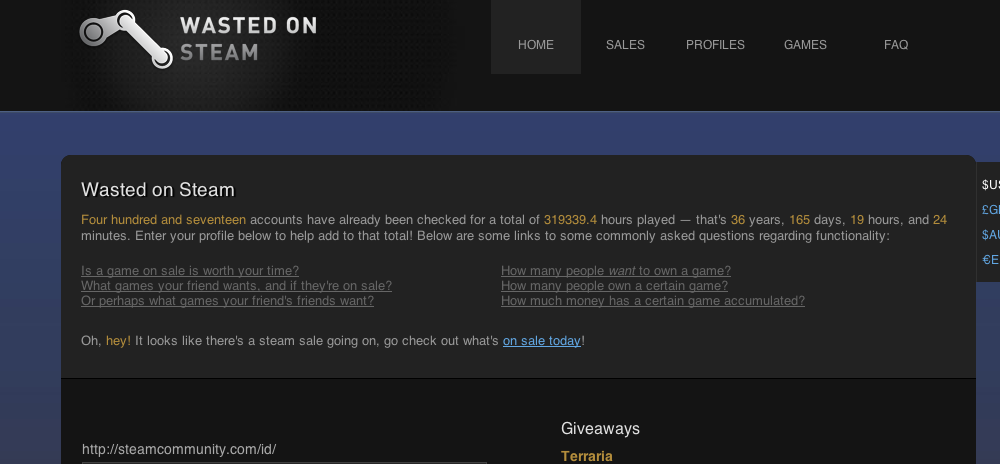 WASTED ON
STEAM
HOME
SALES
PROFILES
GAMES
FAQ
Wasted on Steam
Four hundred and seventeen accounts have already been checked for a total of 319339.4 hours played — that's 36 years, 165 days, 19 hours, and 24
minutes. Enter your profile below to help add to that total! Below are some links to some commonly asked questions regarding functionality:
Is a game on sale is worth your time?
What games your friend wants, and if they're on sale?
Or perhaps what games your friend's friends want?
How many people want to own a game?
How many people own a certain game?
How much money has a certain game accumulated?
Oh, hey! It looks like there's a steam sale going on, go check out what's on sale today!
http://steamcommunity.com/id/
Giveaways
Terraria